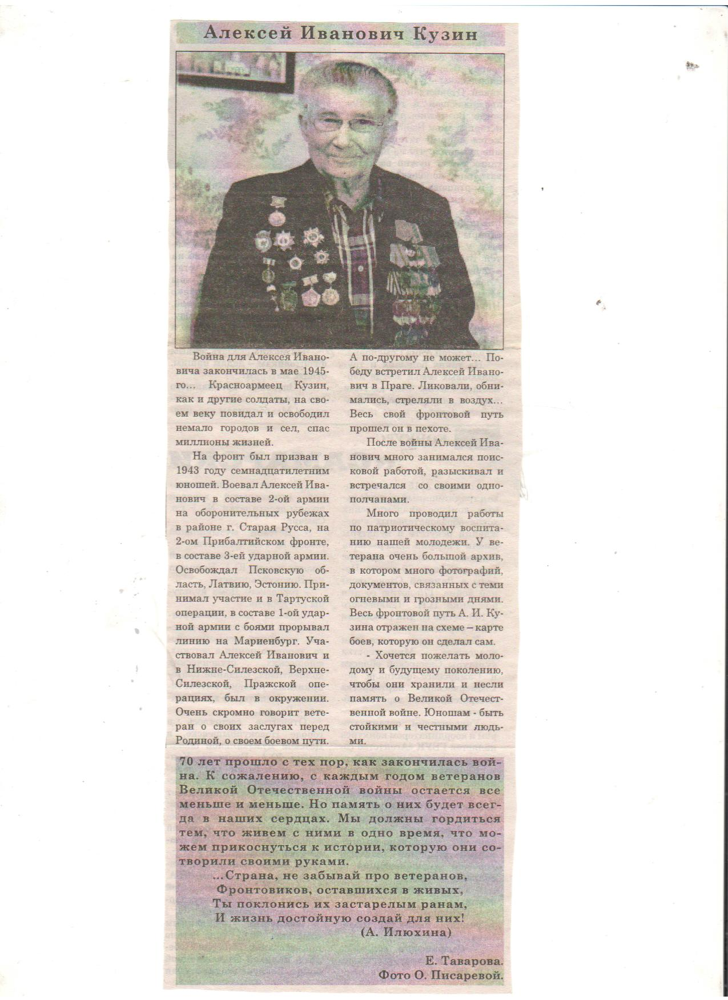 Алексей Иванович Кузин
Война для Алексея Ивано-
вича закончилась в мае 1945-
го... Красноармеец Кузин,
как и другие солдаты, на сво-
ем веку повидал и освободил
немало городов и сел, спас
миллионы жизней.
На фронт был призван в
1943 году семнадцатилетним
юношей. Воевал Алексей Ива-
нович в составе 2-ой армии
на оборонительных рубежах
в районе г. Старая Русса, на
2-ом Прибалтийском фронте,
в составе 3-ей ударной армии.
Освобождал Псковскую об-
ласть, Латвию, Эстонию. При-
нимал участие и в Тартуской
операции, в составе 1-ой удар-
ной армии с боями прорывал
линию на Мариенбург. Уча-
ствовал Алексей Иванович и
в Нижне-Силезской, Верхне-
Силезской, Пражской опе-
рациях, был в окружении.
Очень скромно говорит вете-
ран о своих заслугах перед
Родиной, о своем боевом пути.
А по-другому не может... По-
беду встретил Алексей Ивано-
вич в Праге. Ликовали, обни-
мались, стреляли в воздух...
Весь свой фронтовой путь
прошел он в пехоте.
После войны Алексей Ива-
нович много занимался поис-
ковой работой, разыскивал и
встречался со своими одно-
полчанами.
Много проводил работы
по патриотическому воспита-
нию нашей молодежи. У ве-
терана очень большой архив,
в котором много фотографий,
документов, связанных с теми
огневыми и грозными днями.
Весь фронтовой путь А. И. Ку-
зина отражен на схеме – карте
боев, которую он сделал сам.
- Хочется пожелать моло-
дому и будущему поколению,
чтобы они хранили и несли
память о Великой Отечест-
венной войне. Юношам - быть
стойкими и честными людь-
ми.
70 лет прошло с тех пор, как закончилась вой-
на. К сожалению, с каждым годом ветеранов
Великой Отечественной войны остается все
меньше и меньше. Но память о них будет всег-
да в наших сердцах. Мы должны гордиться
тем, что живем с ними в одно время, что мо-
жем прикоснуться к истории, которую они со-
творили своими руками.
...Страна, не забывай про ветеранов,
Фронтовиков, оставшихся в живых,
Ты поклонись их застарелым ранам,
И жизнь достойную создай для них!
(А. Илюхина)
Е. Таварова.
Фото О. Писаревой.